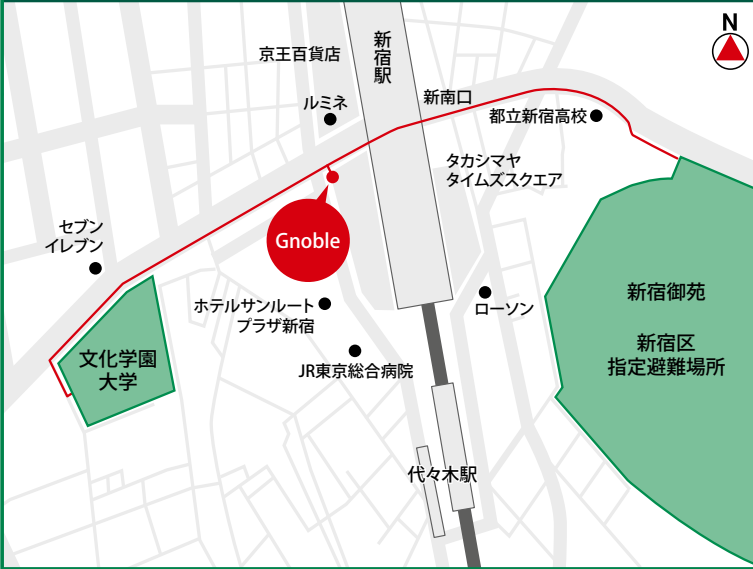 N
京王百貨店
新宿駅
ルミネ
新南口
都立新宿高校
タカシマヤ
タイムズスクエア
セブン
イレブン
Gnoble
新宿御苑
新宿区
指定避難場所
ホテルサンルート
プラザ新宿
ローソン
文化学園
大学
JR東京総合病院
代々木駅